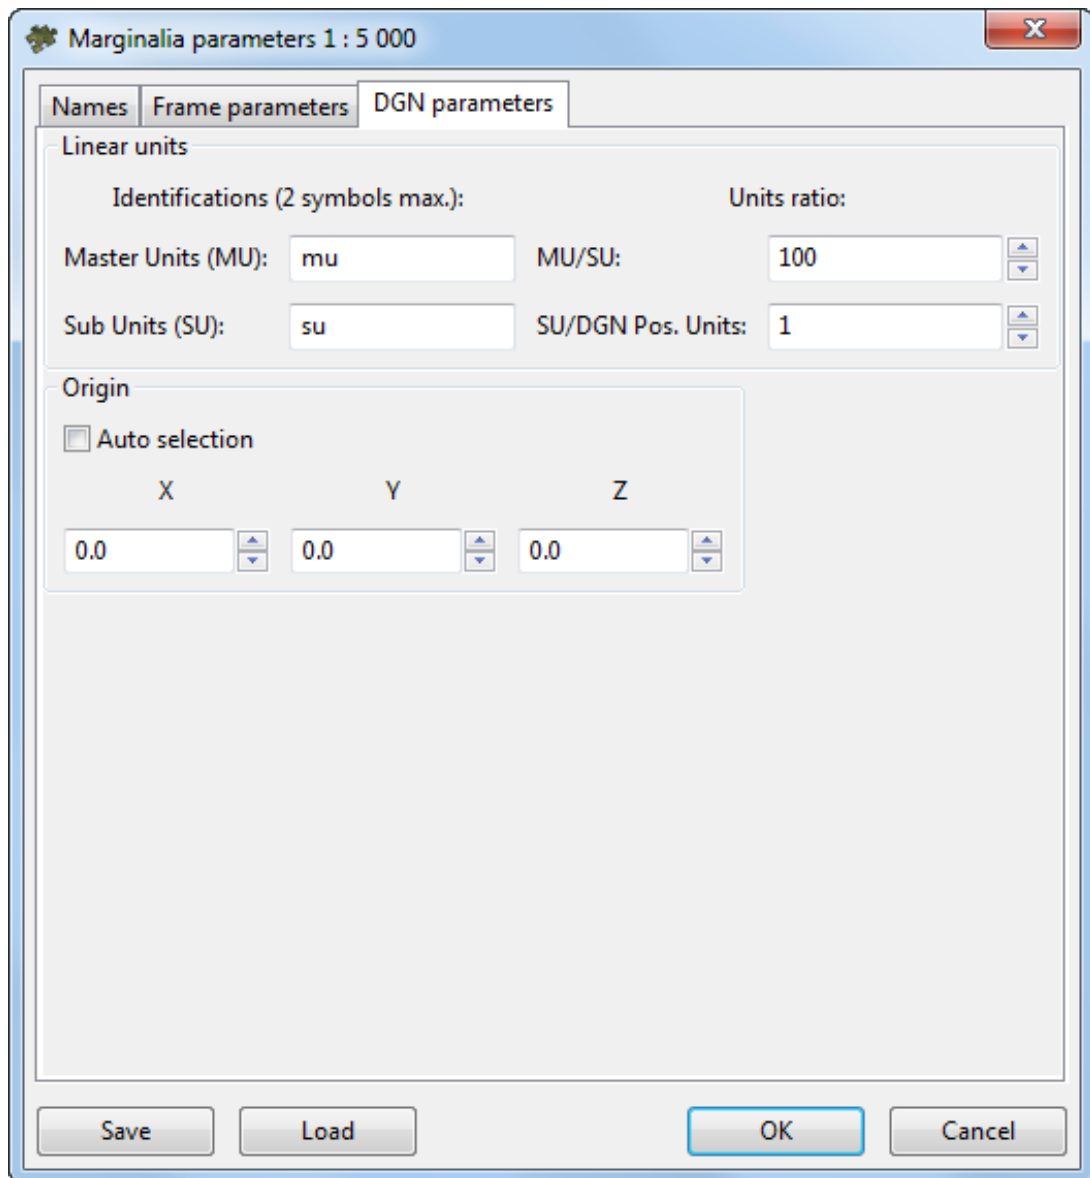 Marginalia parameters 1 : 5 000
Names Frame parameters DGN parameters
Linear units
Identifications (2 symbols max.): Units ratio:
Master Units (MU): mu MU/SU: 100
Sub Units (SU): su SU/DGN Pos. Units: 1
Origin
Auto selection
X Y Z
0.0 0.0 0.0
Save Load OK Cancel